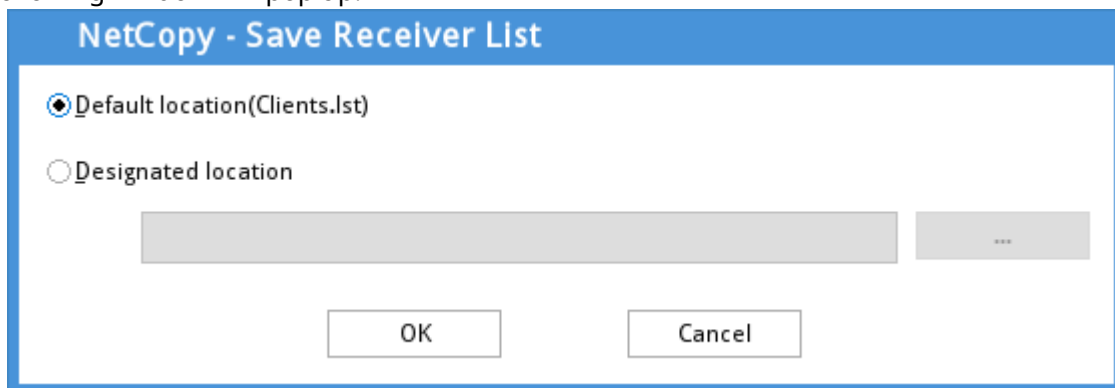 NetCopy - Save Receiver List
Default location(Clients.lst)
Designated location
...
OK Cancel